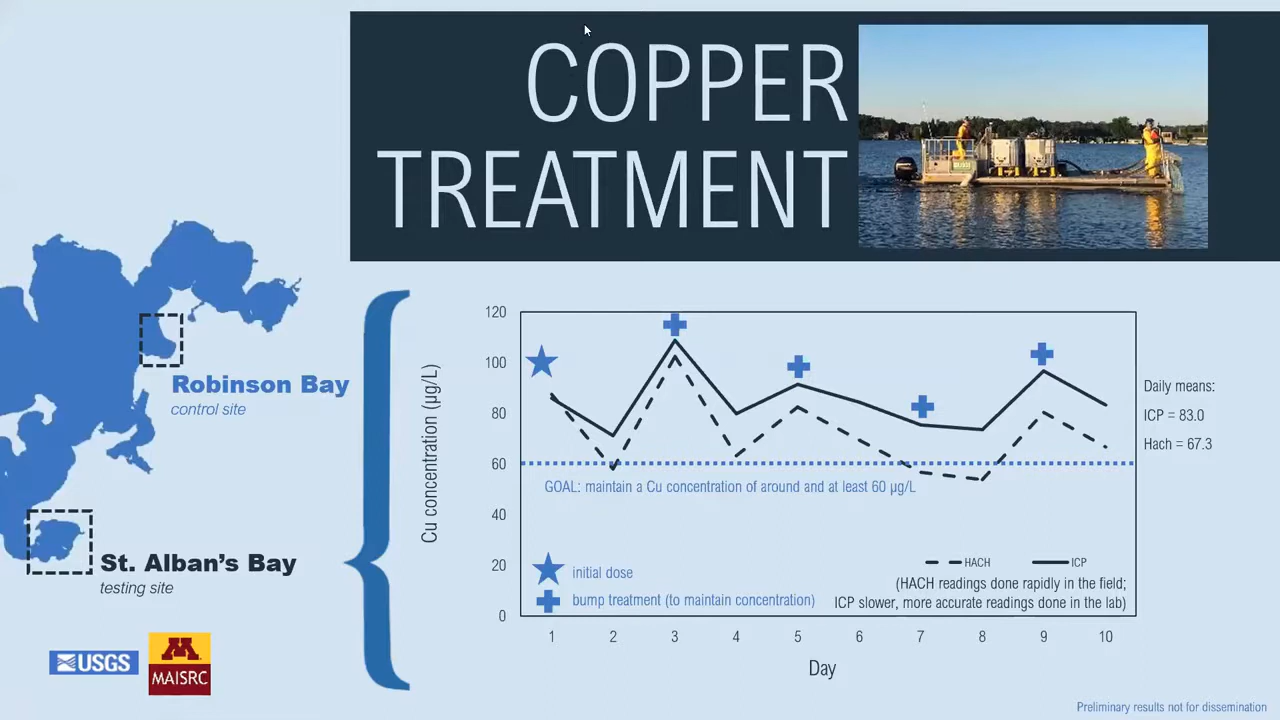 COPPER
TREATMENT
Robinson Bay
control site
St. Alban's Bay
testing site
USGS
M
MAISRC
Cu concentration (µg/L)
120
100
80
60
40
20
0
GOAL: maintain a Cu concentration of around and at least 60 µg/L
initial dose
bump treatment (to maintain concentration)
HACH ICP
(HACH readings done rapidly in the field;
ICP slower, more accurate readings done in the lab)
1 2 3 4 5 6 7 8 9 10
Day
Daily means:
ICP = 83.0
Hach = 67.3
Preliminary results not for dissemination